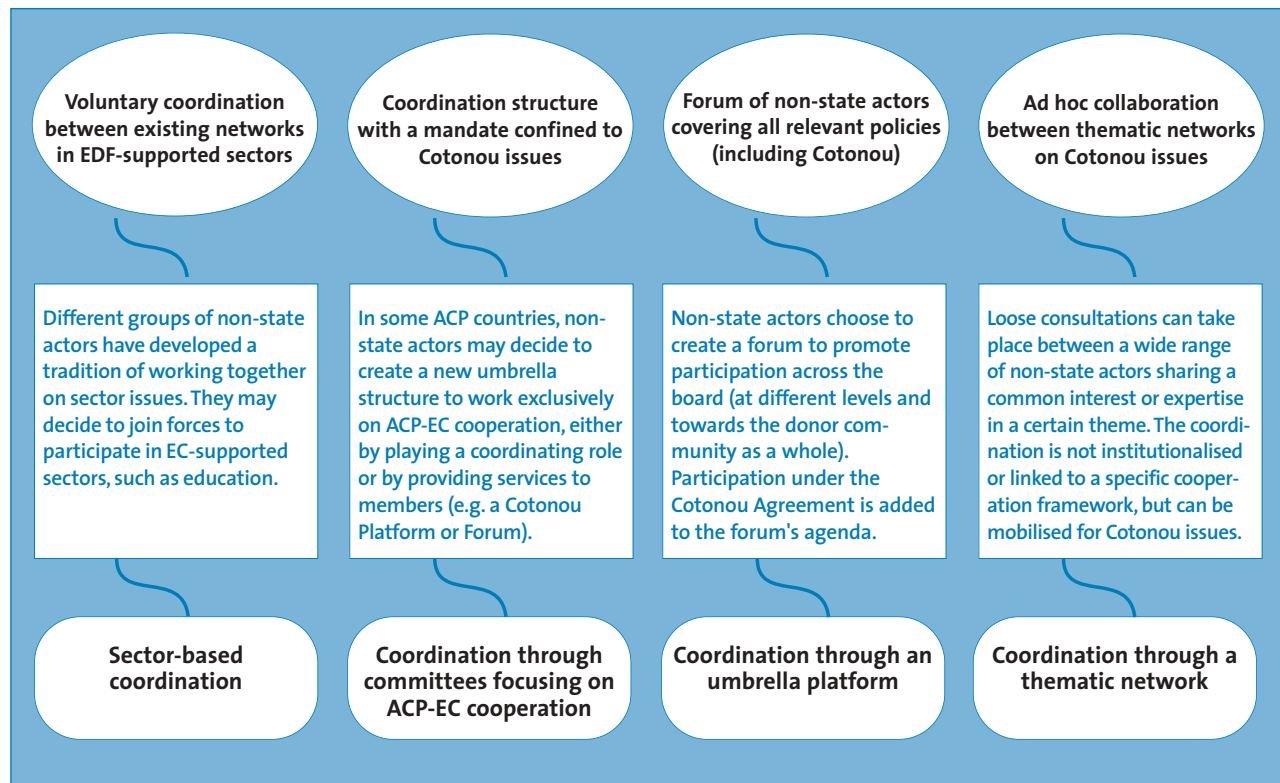 Voluntary coordination
between existing networks
in EDF-supported sectors
Coordination structure
with a mandate confined to
Cotonou issues
Forum of non-state actors
covering all relevant policies
(including Cotonou)
Ad hoc collaboration
between thematic networks
on Cotonou issues
Different groups of non-state
actors have developed a
tradition of working together
on sector issues. They may
decide to join forces to
participate in EC-supported
sectors, such as education.
In some ACP countries, non-
state actors may decide to
create a new umbrella
structure to work exclusively
on ACP-EC cooperation, either
by playing a coordinating role
or by providing services to
members (e.g. a Cotonou
Platform or Forum).
Non-state actors choose to
create a forum to promote
participation across the
board (at different levels and
towards the donor com-
munity as a whole).
Participation under the
Cotonou Agreement is added
to the forum's agenda.
Loose consultations can take
place between a wide range
of non-state actors sharing a
common interest or expertise
in a certain theme. The coordi-
nation is not institutionalised
or linked to a specific cooper-
ation framework, but can be
mobilised for Cotonou issues.
Sector-based
coordination
Coordination through
committees focusing on
ACP-EC cooperation
Coordination through an
umbrella platform
Coordination through a
thematic network